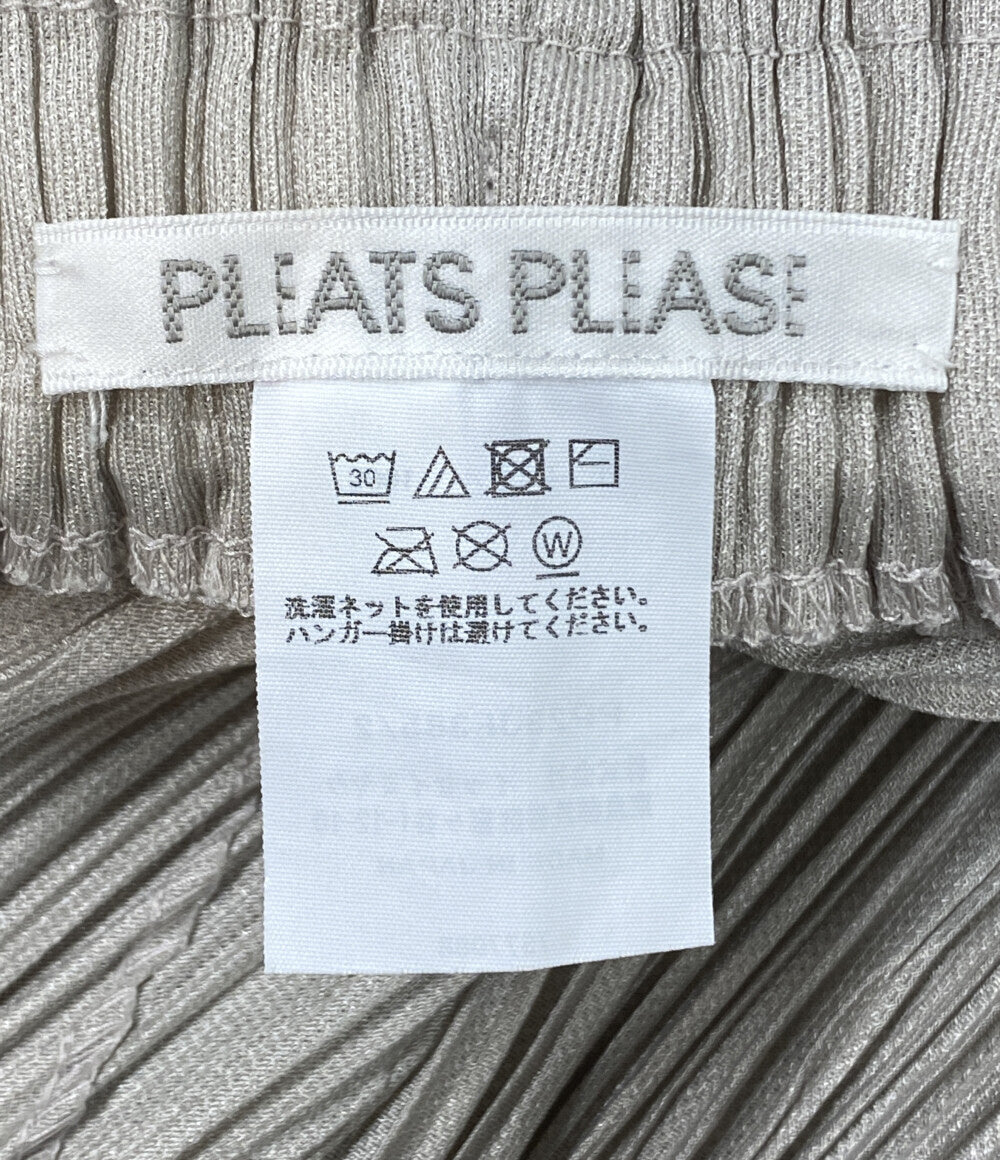 PLEATS PLEASE
30
W
洗濯ネットを使用してください。
ハンガー掛けは避けてください。